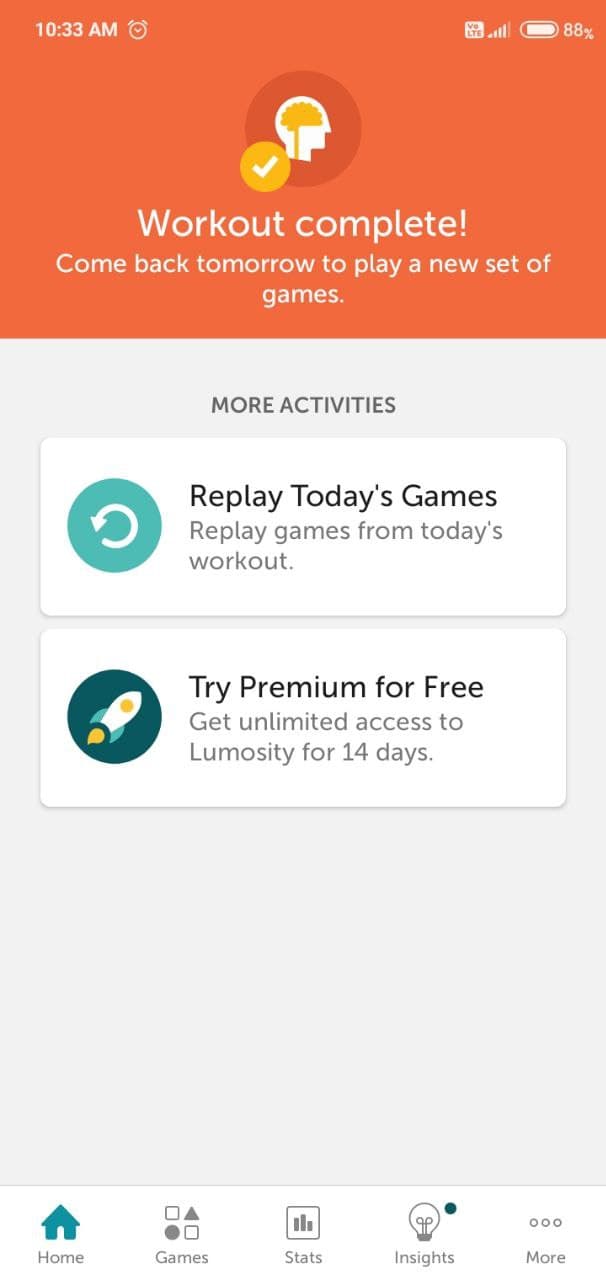 10:33 AM
Vo LTE 88%
Workout complete!
Come back tomorrow to play a new set of
games.
MORE ACTIVITIES
Replay Today's Games
Replay games from today's
workout.
Try Premium for Free
Get unlimited access to
Lumosity for 14 days.
Home Games Stats Insights More